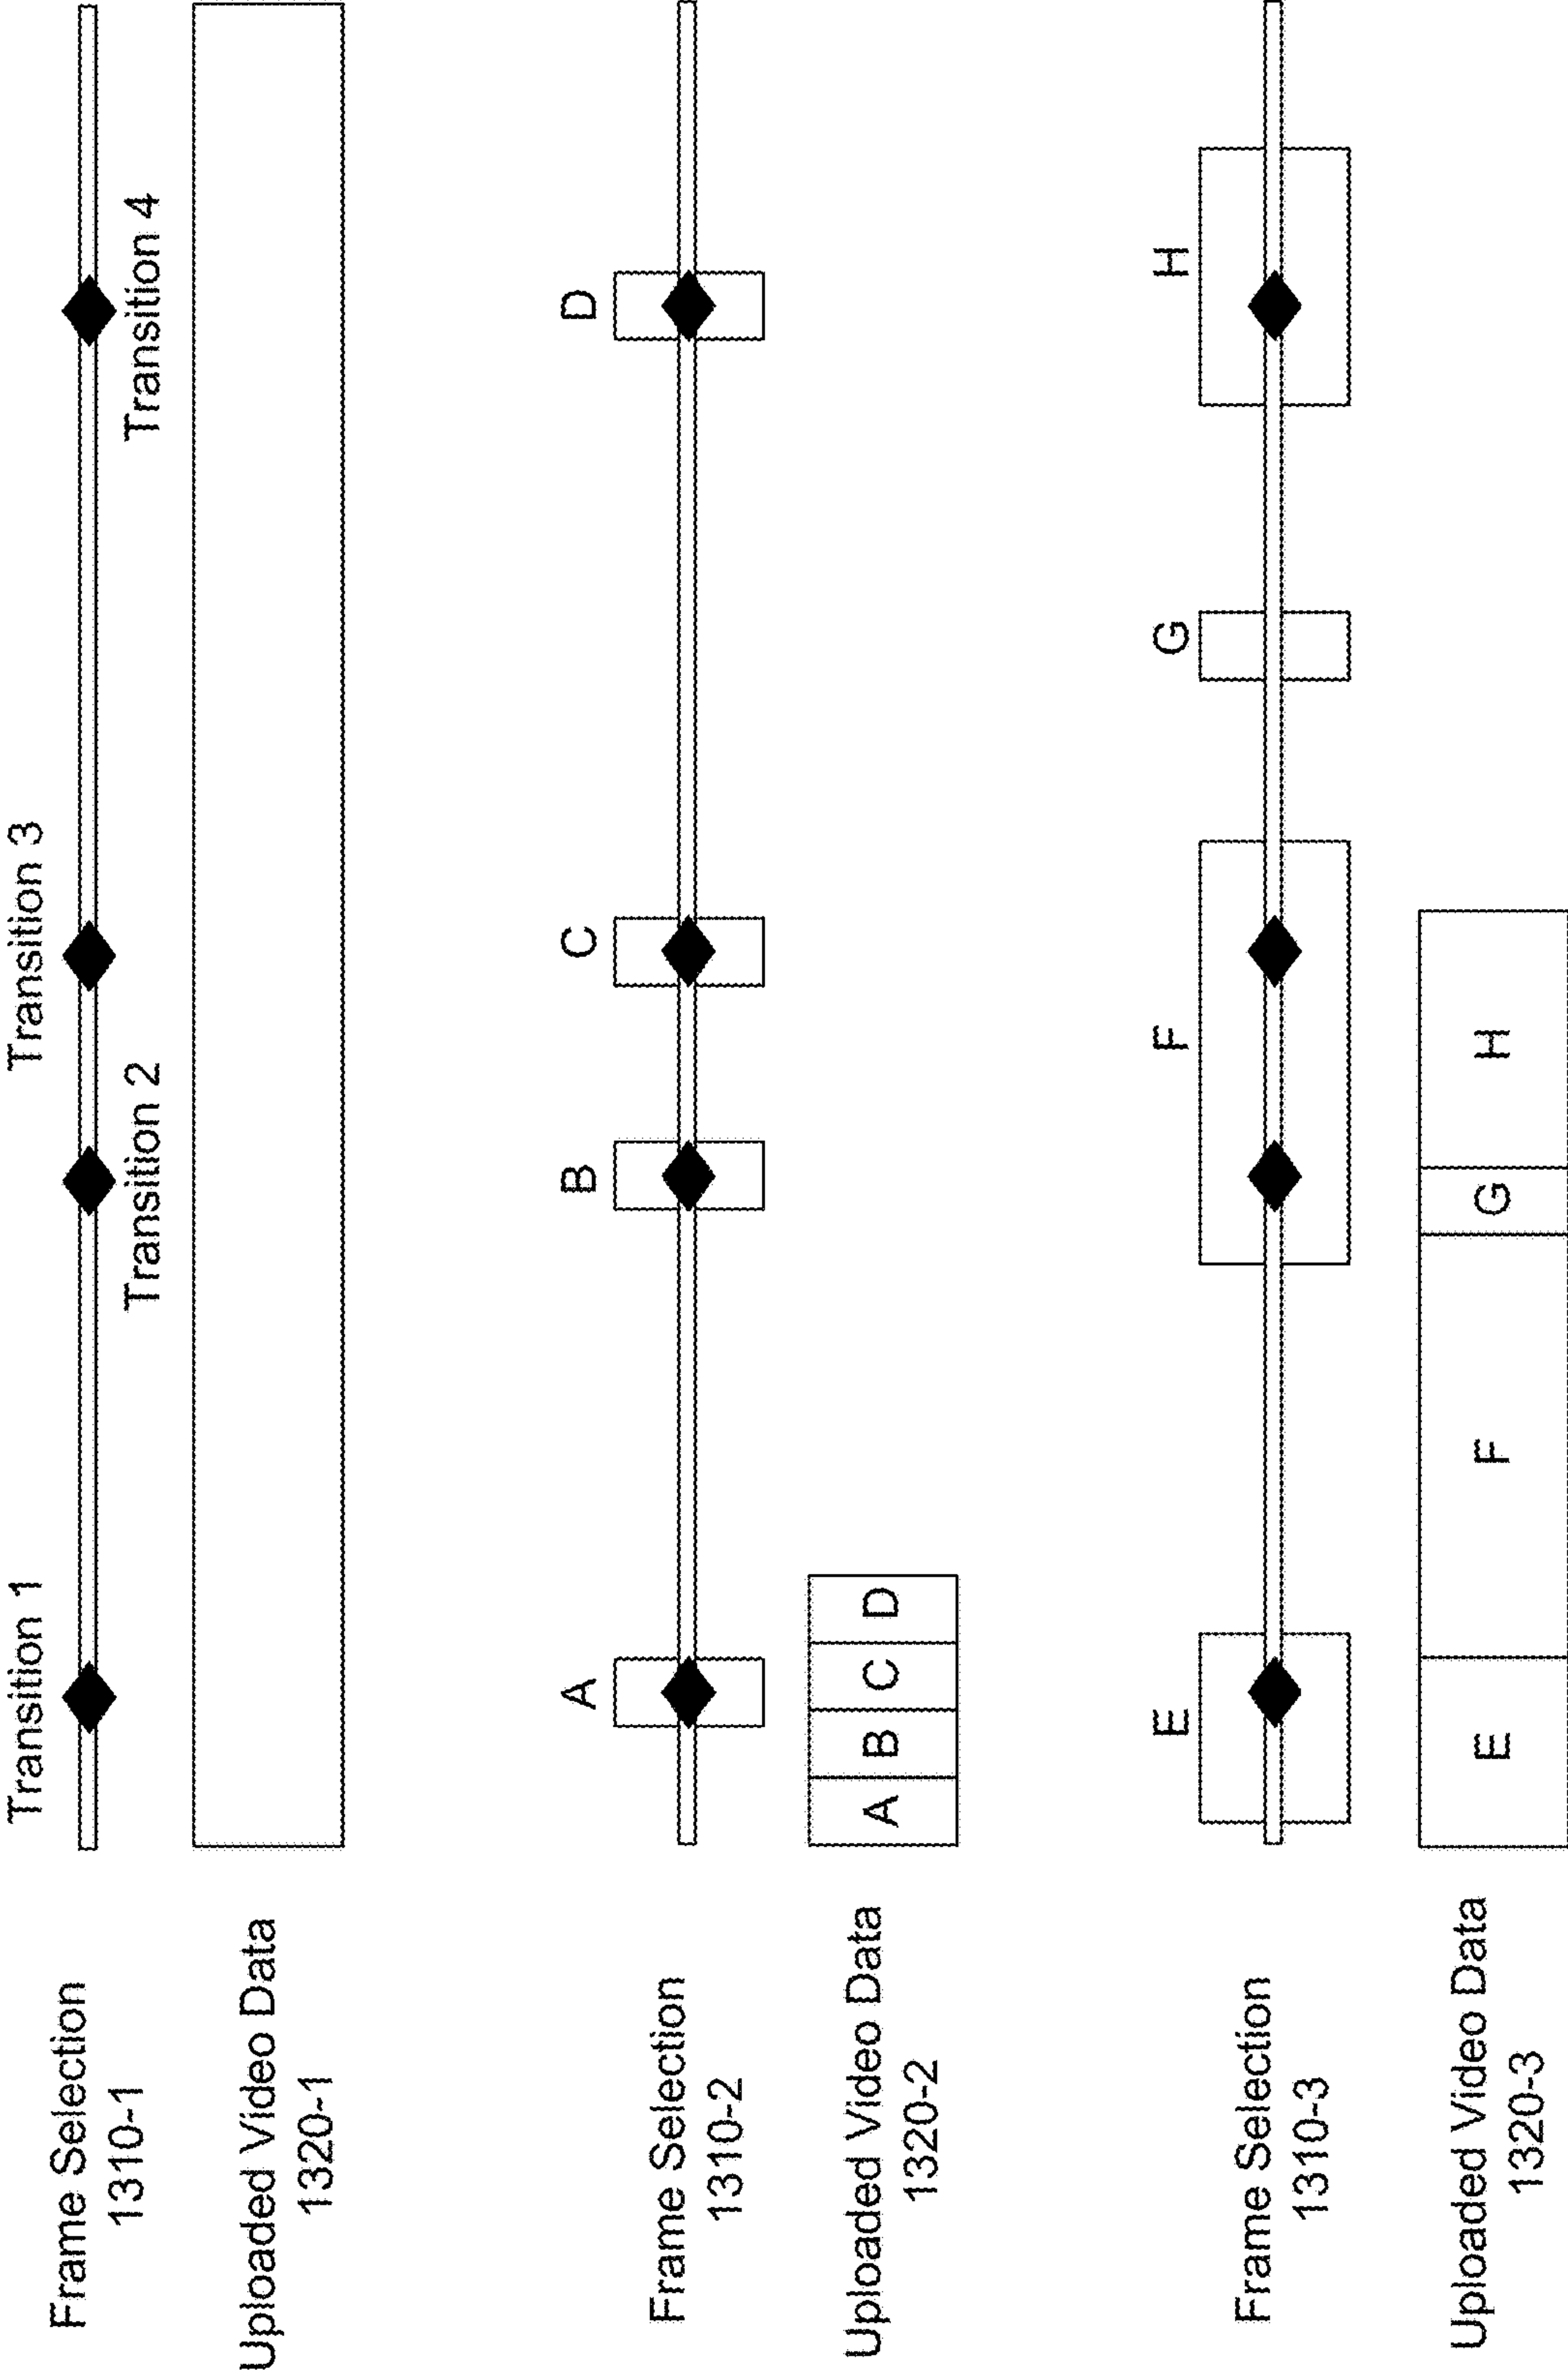 Transition 1
Transition 3
Frame Selection
1310-1
Transition 2
Transition 4
Uploaded Video Data
1320-1
A
B
C
D
Frame Selection
1310-2
Uploaded Video Data
1320-2
A
B
C
D
E
F
G
H
Frame Selection
1310-3
Uploaded Video Data
1320-3
E
F
G
H